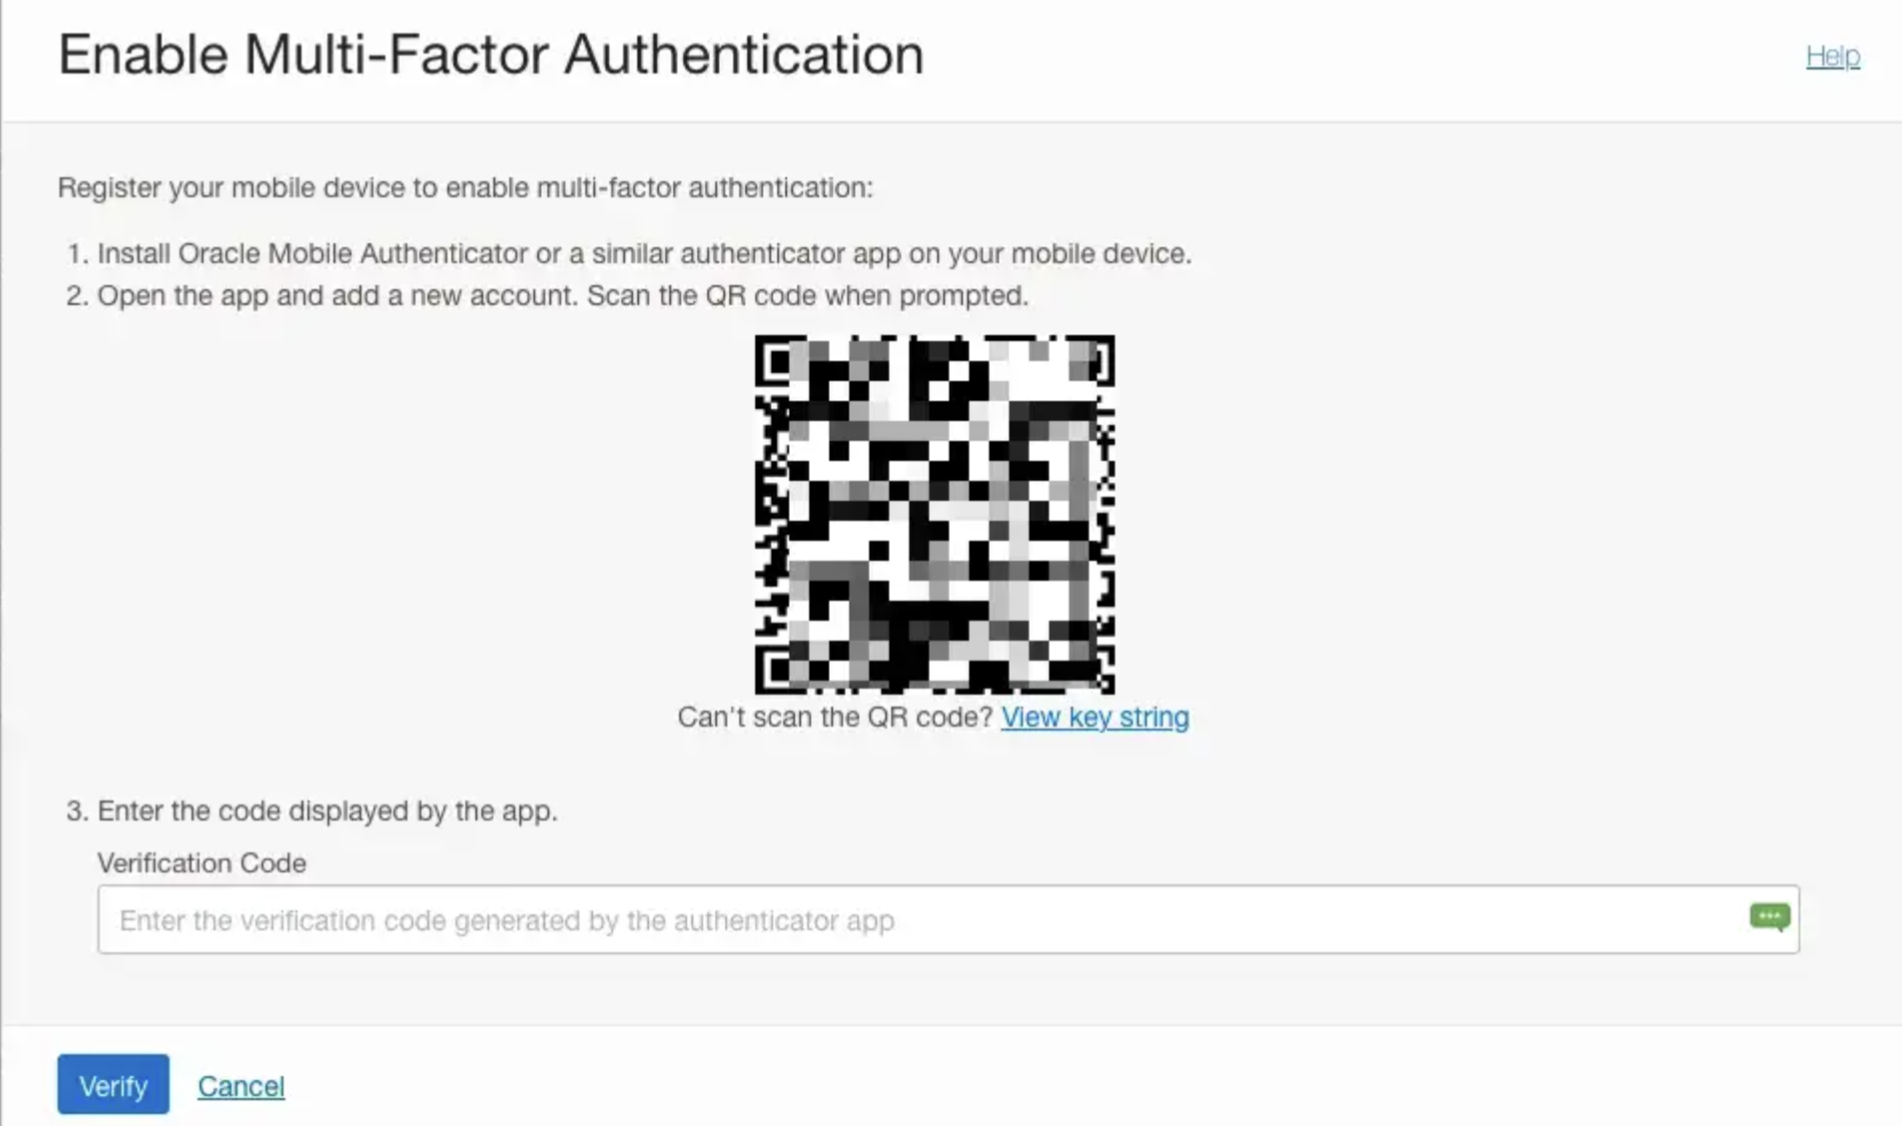 Enable Multi-Factor Authentication
Help
Register your mobile device to enable multi-factor authentication:
1. Install Oracle Mobile Authenticator or a similar authenticator app on your mobile device.
2. Open the app and add a new account. Scan the QR code when prompted.
Can't scan the QR code? View key string
3. Enter the code displayed by the app.
Verification Code
Enter the verification code generated by the authenticator app
Verify
Cancel